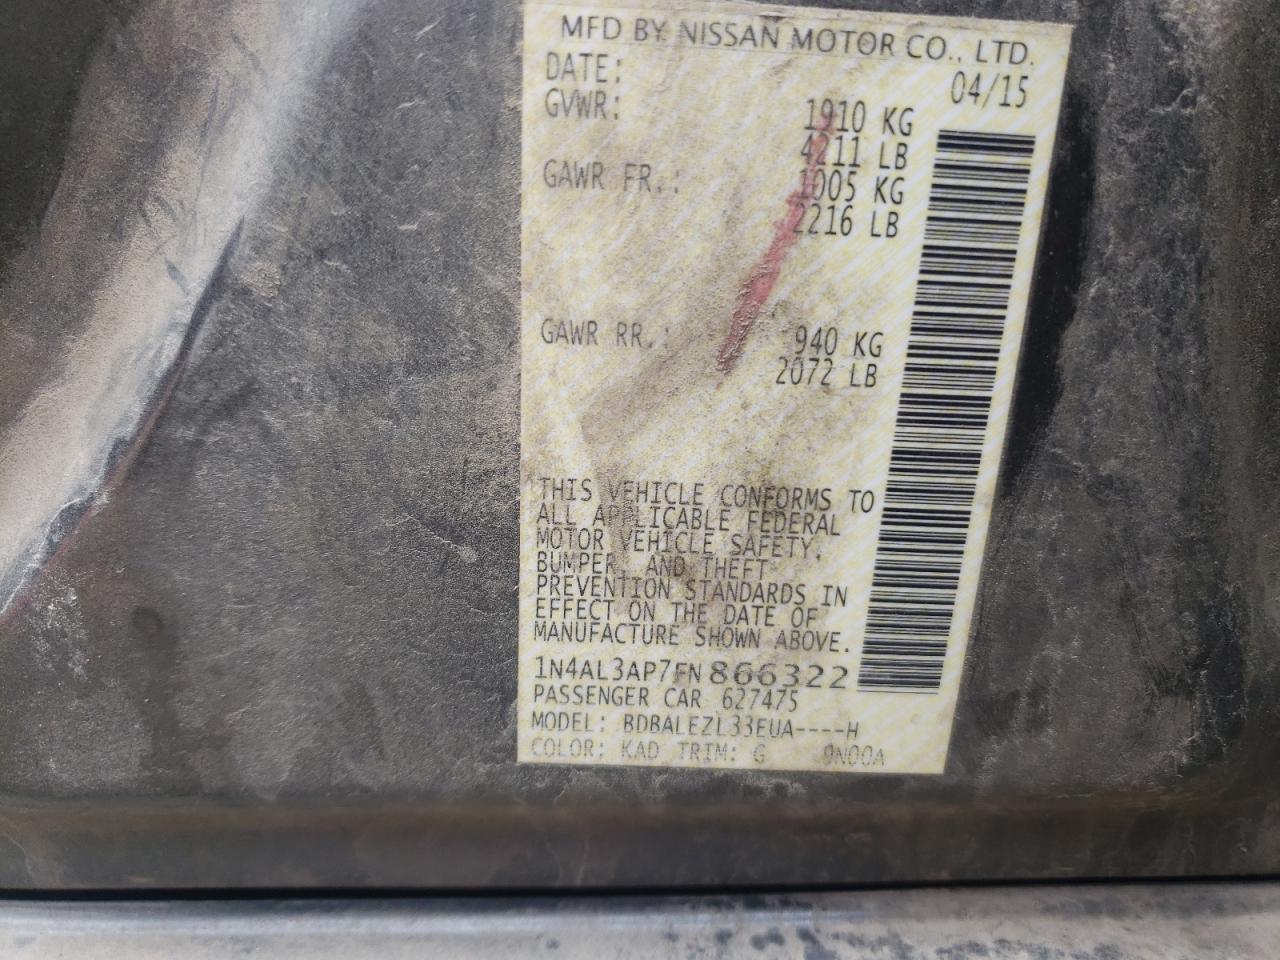 MFD BY NISSAN MOTOR CO., LTD.
DATE: 04/15
GVWR: 1910 KG
4211 LB
GAWR FR.: 1005 KG
2216 LB
GAWR RR.: 940 KG
2072 LB
THIS VEHICLE CONFORMS TO
ALL APPLICABLE FEDERAL
MOTOR VEHICLE SAFETY,
BUMPER, AND THEFT
PREVENTION STANDARDS IN
EFFECT ON THE DATE OF
MANUFACTURE SHOWN ABOVE.
1N4AL3AP7FN866322
PASSENGER CAR 627475
MODEL: BDBALEZL33EUA----H
COLOR: KAD TRIM: G 9N00A